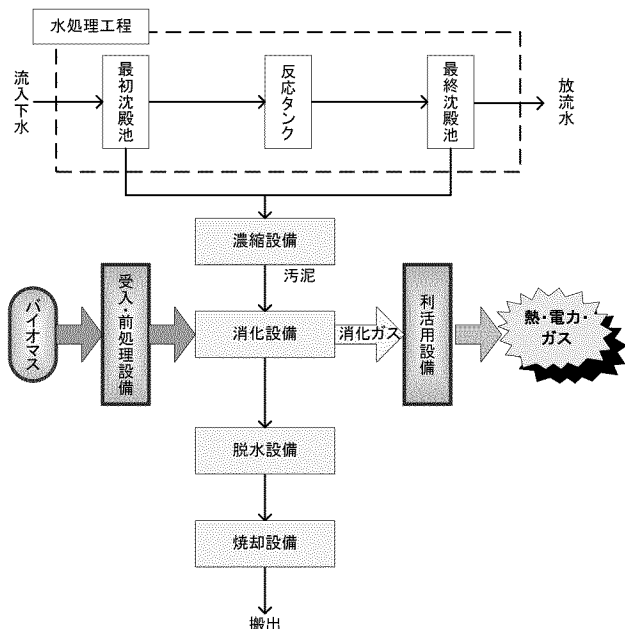 水処理工程
流入下水
最初沈殿池
反応タンク
最終沈殿池
放流水
濃縮設備
汚泥
バイオマス
受入・前処理設備
消化設備
消化ガス
利活用設備
熱・電力・
ガス
脱水設備
焼却設備
搬出